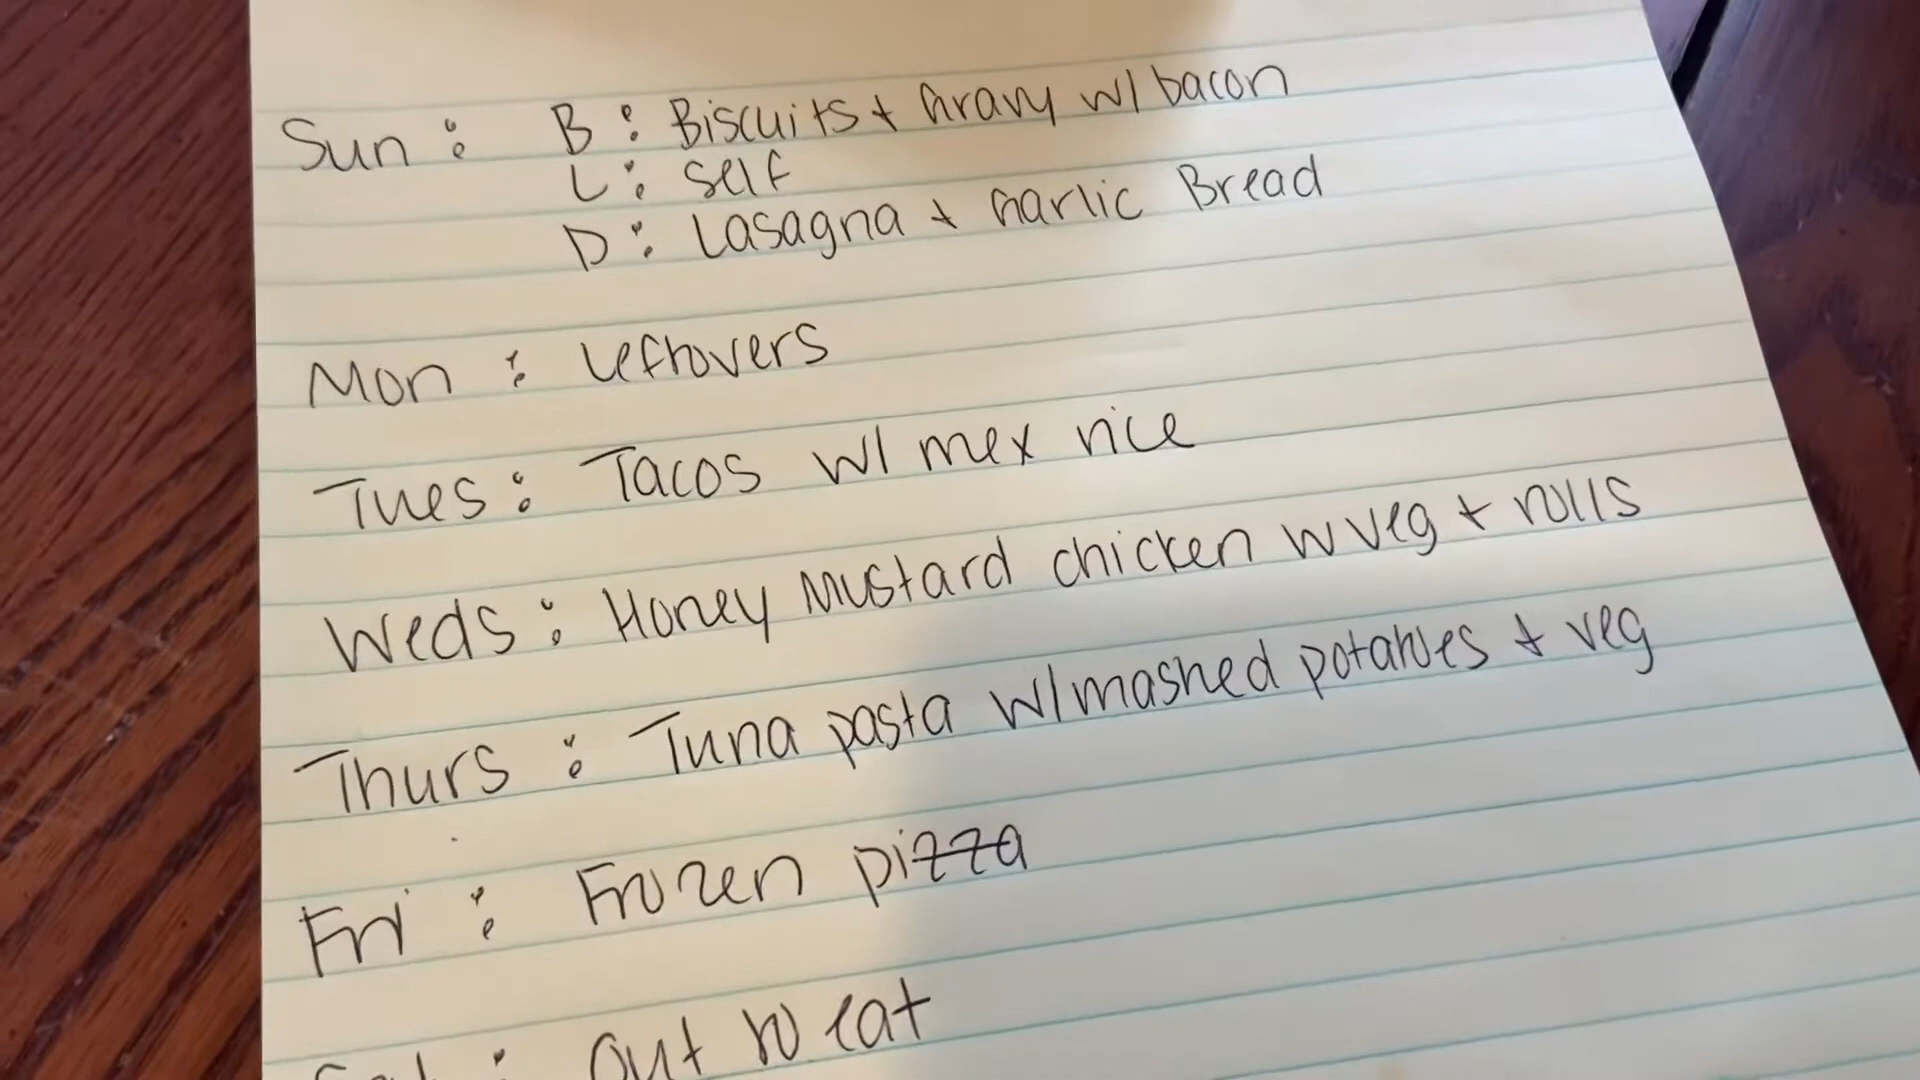 Sun: B: Biscuits + Gravy w/ bacon
L: self
D: Lasagna + Garlic Bread
Mon: Leftovers
Tues: Tacos w/ mex rice
Weds: Honey Mustard chicken w veg + rolls
Thurs: Tuna pasta w/ mashed potatoes + veg
Fri: Frozen pizza
Sat: Out to eat